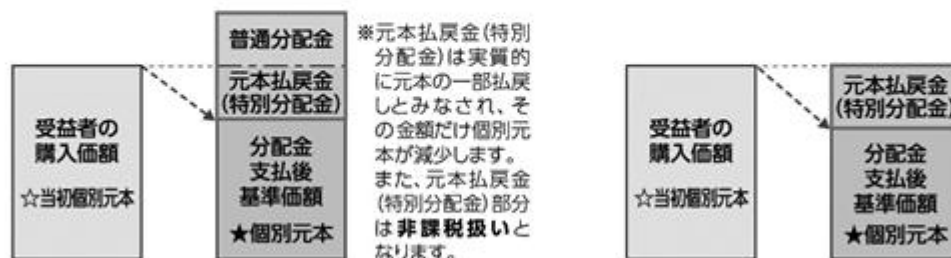 普通分配金
元本払戻金
(特別分配金)
受益者の
購入価額
☆当初個別元本
分配金
支払後
基準価額
★個別元本
※元本払戻金(特別
分配金)は実質的
に元本の一部払戻
しとみなされ、そ
の金額だけ個別元
本が減少します。
また、元本払戻金
(特別分配金)部分
は非課税扱いと
なります。
受益者の
購入価額
☆当初個別元本
元本払戻金
(特別分配金
分配金
支払後
基準価額
★個別元本